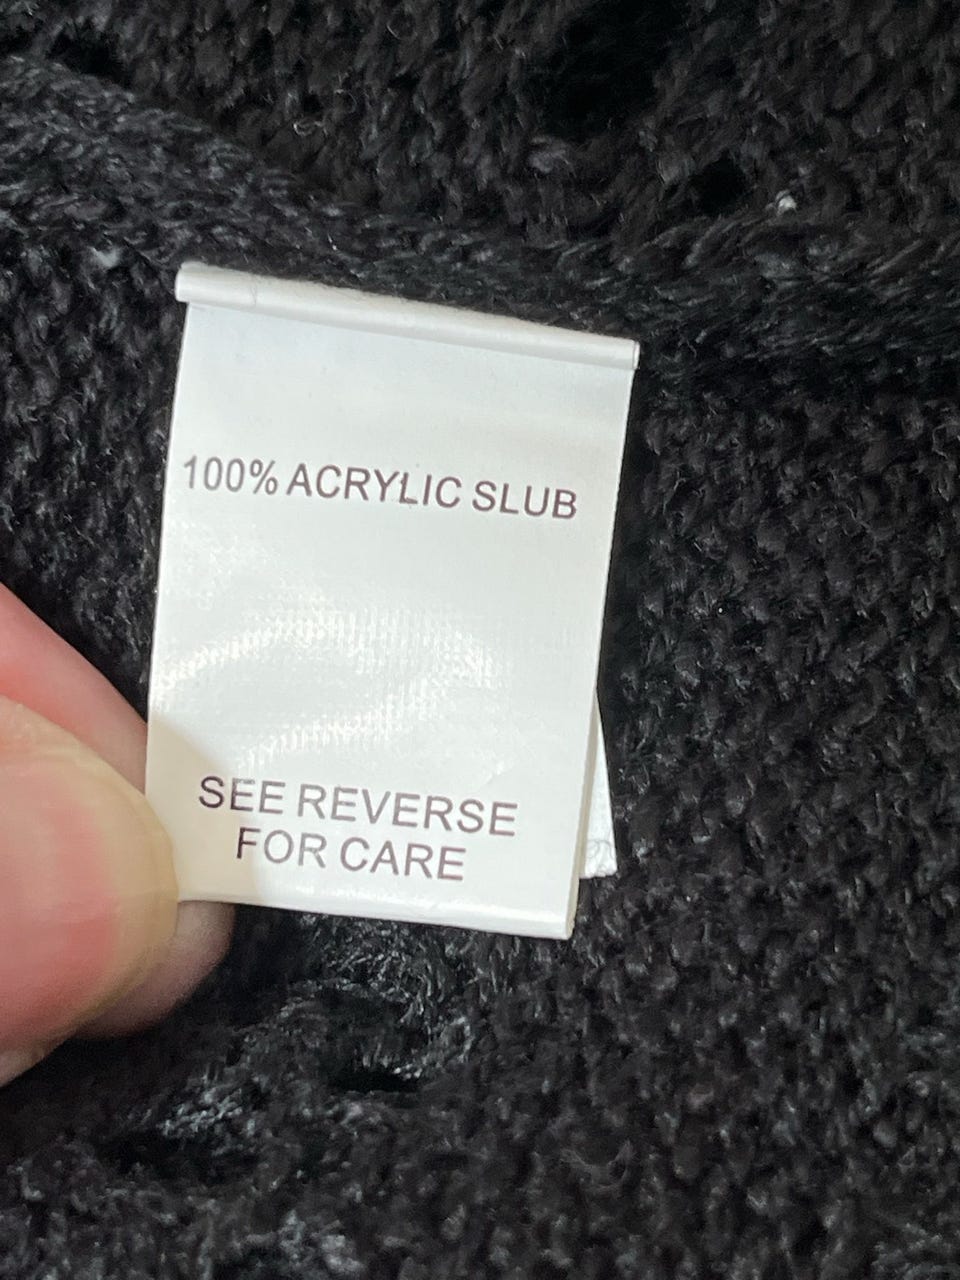 100% ACRYLIC SLUB
SEE REVERSE
FOR CARE